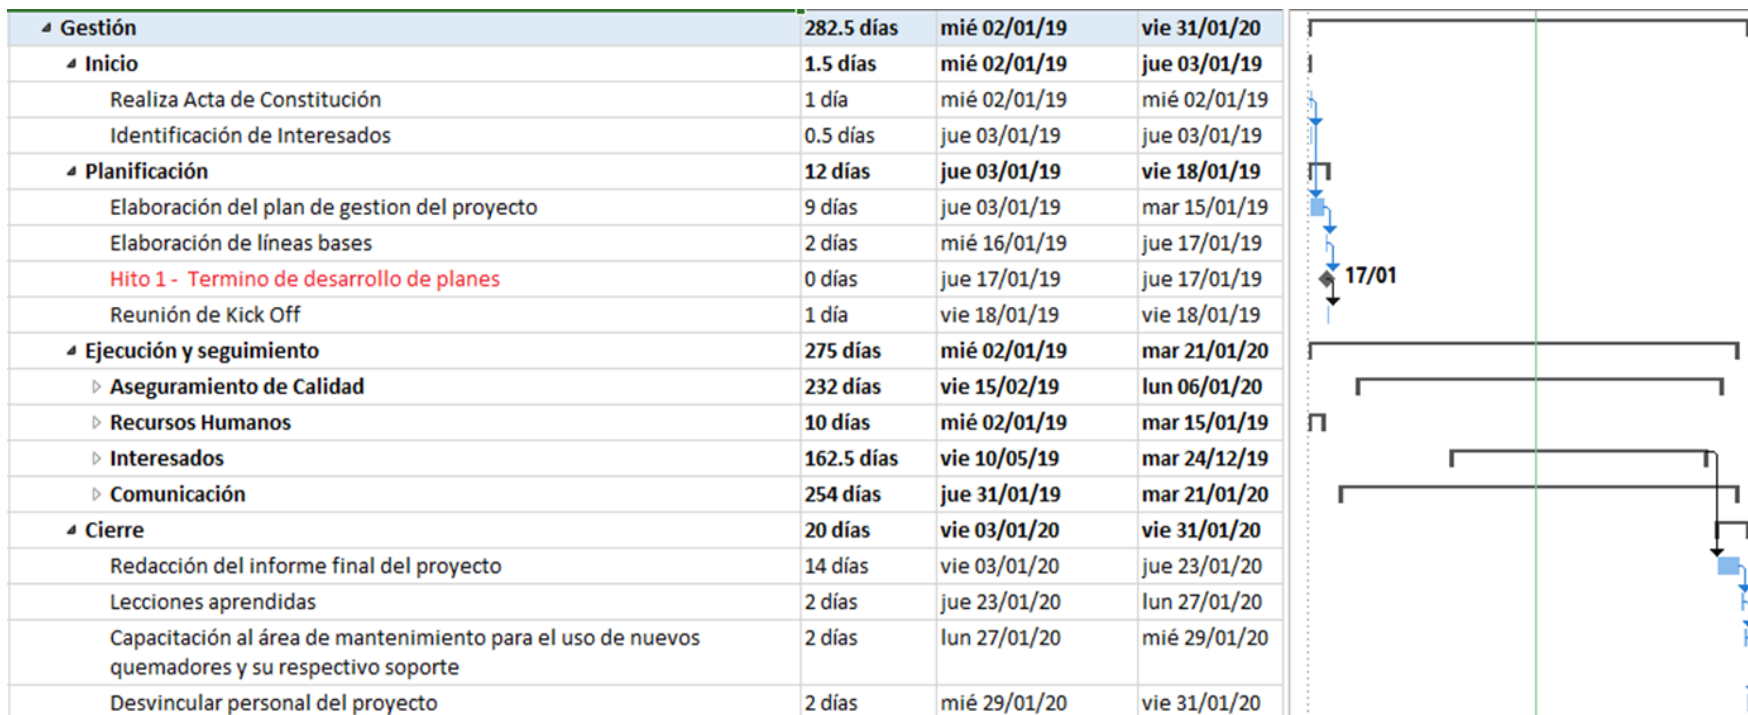 Gestión 282.5 días mié 02/01/19 vie 31/01/20
Inicio 1.5 días mié 02/01/19 jue 03/01/19
Realiza Acta de Constitución 1 día mié 02/01/19 mié 02/01/19
Identificación de Interesados 0.5 días jue 03/01/19 jue 03/01/19
Planificación 12 días jue 03/01/19 vie 18/01/19
Elaboración del plan de gestion del proyecto 9 días jue 03/01/19 mar 15/01/19
Elaboración de líneas bases 2 días mié 16/01/19 jue 17/01/19
Hito 1 - Termino de desarrollo de planes 0 días jue 17/01/19 jue 17/01/19 17/01
Reunión de Kick Off 1 día vie 18/01/19 vie 18/01/19
Ejecución y seguimiento 275 días mié 02/01/19 mar 21/01/20
Aseguramiento de Calidad 232 días vie 15/02/19 lun 06/01/20
Recursos Humanos 10 días mié 02/01/19 mar 15/01/19
Interesados 162.5 días vie 10/05/19 mar 24/12/19
Comunicación 254 días jue 31/01/19 mar 21/01/20
Cierre 20 días vie 03/01/20 vie 31/01/20
Redacción del informe final del proyecto 14 días vie 03/01/20 jue 23/01/20
Lecciones aprendidas 2 días jue 23/01/20 lun 27/01/20
Capacitación al área de mantenimiento para el uso de nuevos 2 días lun 27/01/20 mié 29/01/20
quemadores y su respectivo soporte
Desvincular personal del proyecto 2 días mié 29/01/20 vie 31/01/20